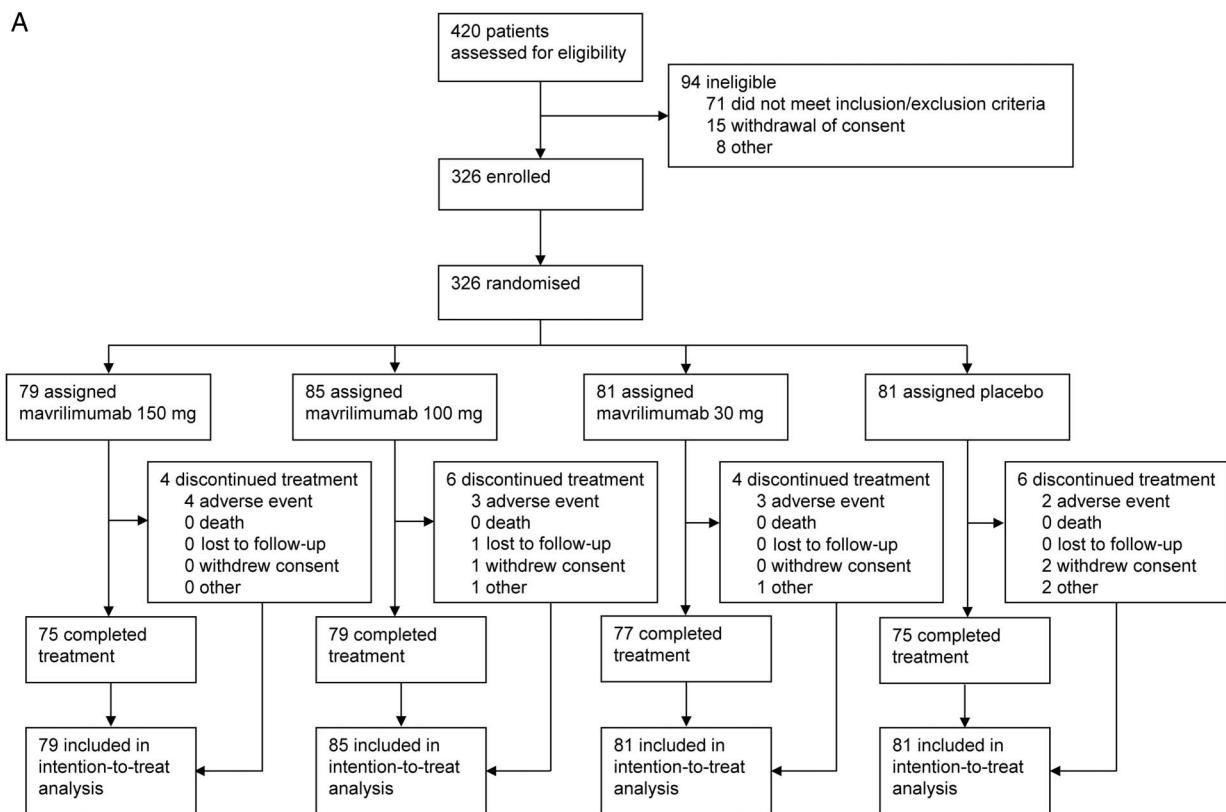 A
420 patients
assessed for eligibility
94 ineligible
71 did not meet inclusion/exclusion criteria
15 withdrawal of consent
8 other
326 enrolled
326 randomised
79 assigned
mavrilimumab 150 mg
85 assigned
mavrilimumab 100 mg
81 assigned
mavrilimumab 30 mg
81 assigned placebo
4 discontinued treatment
4 adverse event
0 death
0 lost to follow-up
0 withdrew consent
0 other
6 discontinued treatment
3 adverse event
0 death
1 lost to follow-up
1 withdrew consent
1 other
4 discontinued treatment
3 adverse event
0 death
0 lost to follow-up
0 withdrew consent
1 other
6 discontinued treatment
2 adverse event
0 death
0 lost to follow-up
2 withdrew consent
2 other
75 completed
treatment
79 completed
treatment
77 completed
treatment
75 completed
treatment
79 included in
intention-to-treat
analysis
85 included in
intention-to-treat
analysis
81 included in
intention-to-treat
analysis
81 included in
intention-to-treat
analysis